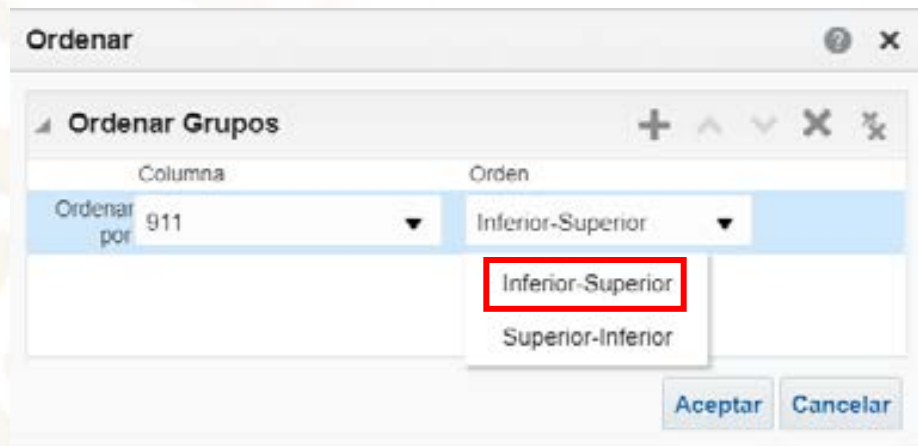 Ordenar
Ordenar Grupos
Columna Orden
Ordenar por 911 Inferior-Superior
Inferior-Superior
Superior-Inferior
Aceptar Cancelar